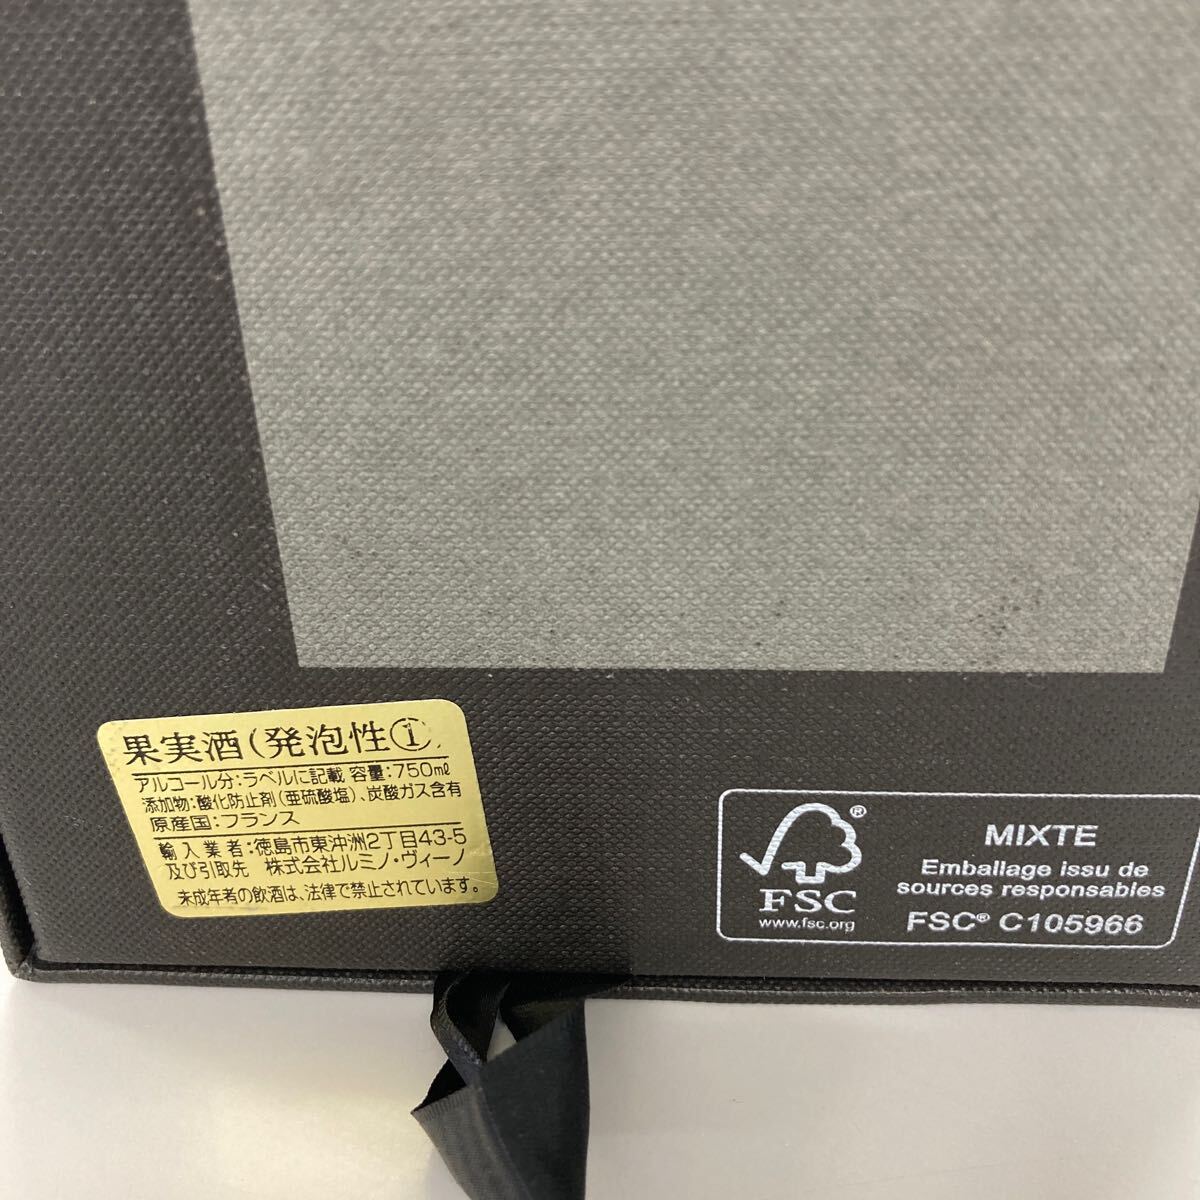 果実酒(発泡性①)
アルコール分:ラベルに記載 容量:750㎖
添加物:酸化防止剤(亜硫酸塩)、炭酸ガス含有
原産国:フランス
輸入業者:徳島市東沖洲2丁目43-5
及び引取先 株式会社ルミノ・ヴィーノ
未成年者の飲酒は、法律で禁止されています。
FSC
®
www.fsc.org
MIXTE
Emballage issu de
sources responsables
FSC® C105966